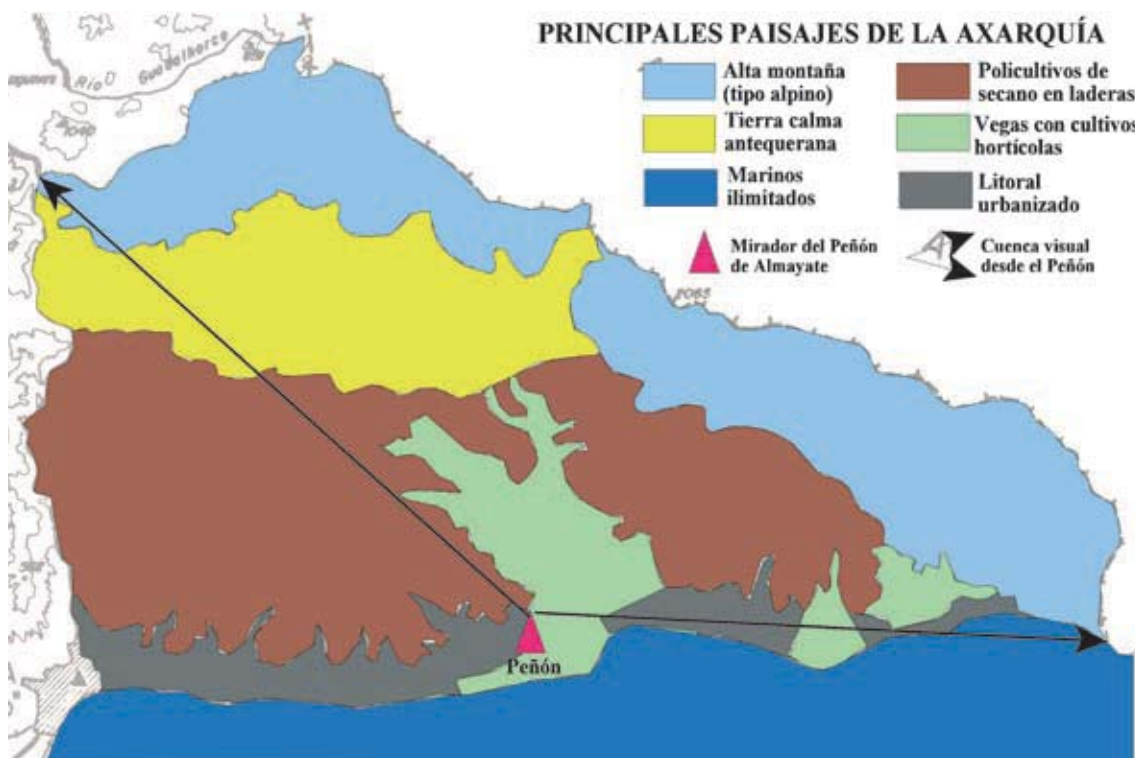 PRINCIPALES PAISAJES DE LA AXARQUÍA
Alta montaña
(tipo alpino)
Tierra calma
antequerana
Marinos
ilimitados
Policultivos de
secano en laderas
Vegas con cultivos
hortícolas
Litoral
urbanizado
Mirador del Peñón
de Almayate
Cuenca visual
desde el Peñón
Río
Guadalhorce
1040
2065
Peñón